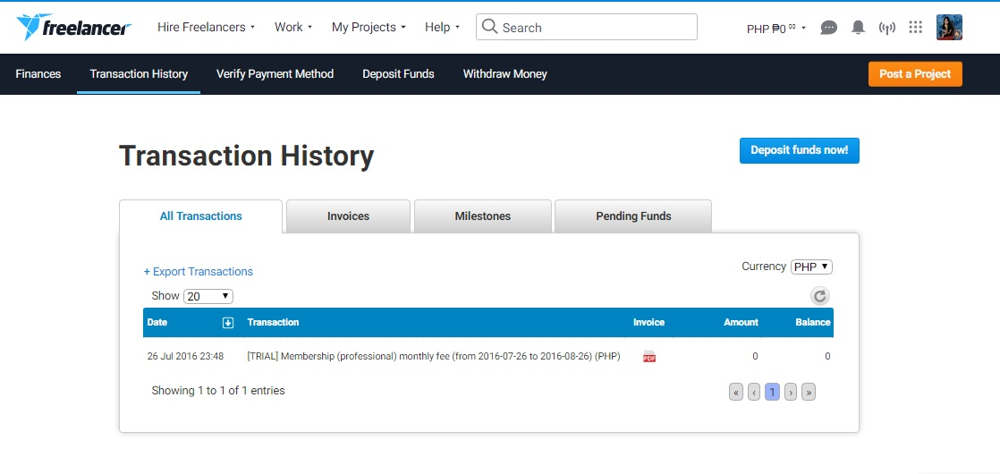 freelancer Hire Freelancers Work My Projects Help Search PHP ₱0 00
Finances Transaction History Verify Payment Method Deposit Funds Withdraw Money Post a Project
Transaction History Deposit funds now!
All Transactions Invoices Milestones Pending Funds
+ Export Transactions Currency PHP
Show 20
Date Transaction Invoice Amount Balance
26 Jul 2016 23:48 [TRIAL] Membership (professional) monthly fee (from 2016-07-26 to 2016-08-26) (PHP) PDF 0 0
Showing 1 to 1 of 1 entries « ‹ 1 › »